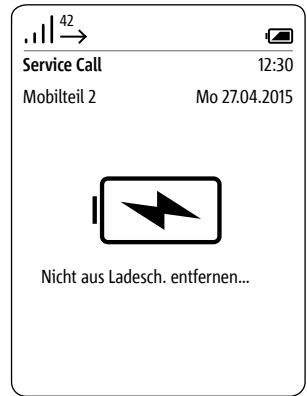 42
Service Call 12:30
Mobilteil 2 Mo 27.04.2015
Nicht aus Ladesch. entfernen...